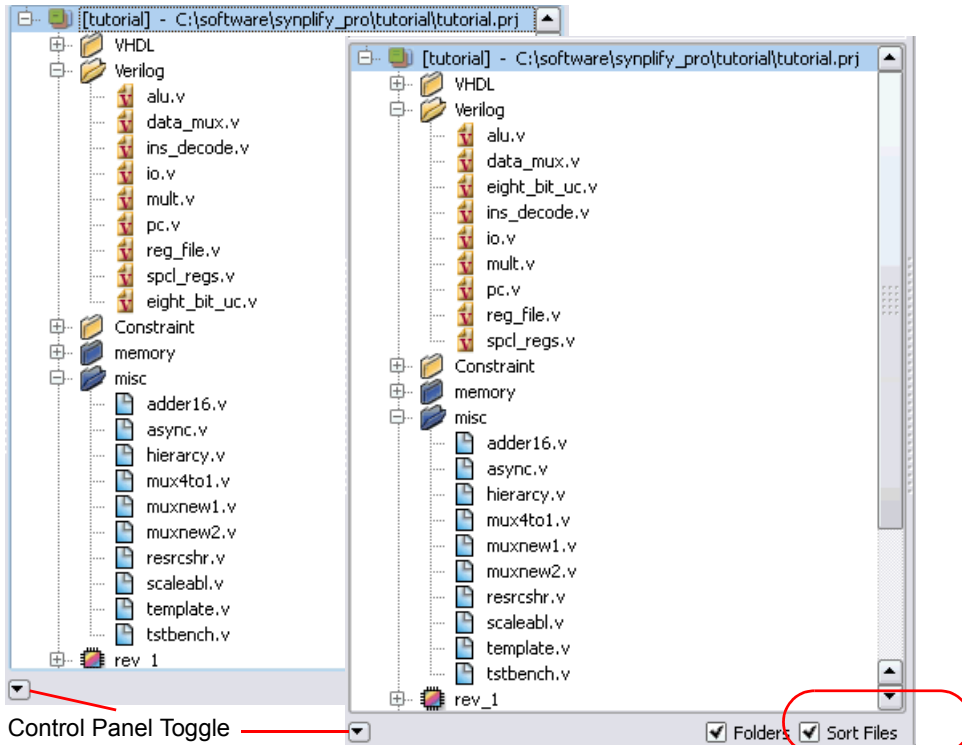 [tutorial] - C:\software\synplify_pro\tutorial\tutorial.prj
VHDL
Verilog
alu.v
data_mux.v
ins_decode.v
io.v
mult.v
pc.v
reg_file.v
spcl_regs.v
eight_bit_uc.v
Constraint
memory
misc
adder16.v
async.v
hierarcy.v
mux4to1.v
muxnew1.v
muxnew2.v
resrcshr.v
scaleabl.v
template.v
tstbench.v
rev_1
Control Panel Toggle
[tutorial] - C:\software\synplify_pro\tutorial\tutorial.prj
VHDL
Verilog
alu.v
data_mux.v
eight_bit_uc.v
ins_decode.v
io.v
mult.v
pc.v
reg_file.v
spcl_regs.v
Constraint
memory
misc
adder16.v
async.v
hierarcy.v
mux4to1.v
muxnew1.v
muxnew2.v
resrcshr.v
scaleabl.v
template.v
tstbench.v
rev_1
Folders Sort Files